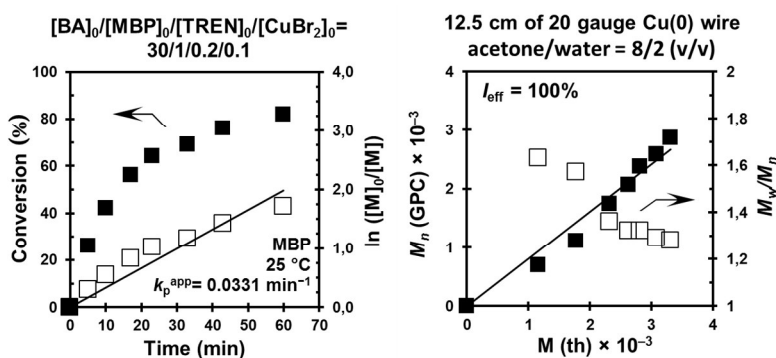 [BA]₀/[MBP]₀/[TREN]₀/[CuBr₂]₀=
30/1/0.2/0.1
100
80
60
40
20
0
Conversion (%)
4,0
3,0
2,0
1,0
0,0
ln ([M]₀/[M])
MBP
25 °C
kₚᵃᵖᵖ= 0.0331 min⁻¹
0 10 20 30 40 50 60 70
Time (min)
12.5 cm of 20 gauge Cu(0) wire
acetone/water = 8/2 (v/v)
Iₑff = 100%
4
3
2
1
0
Mₙ (GPC) × 10⁻³
2
1,8
1,6
1,4
1,2
1
M_w/Mₙ
0 1 2 3 4
M (th) × 10⁻³